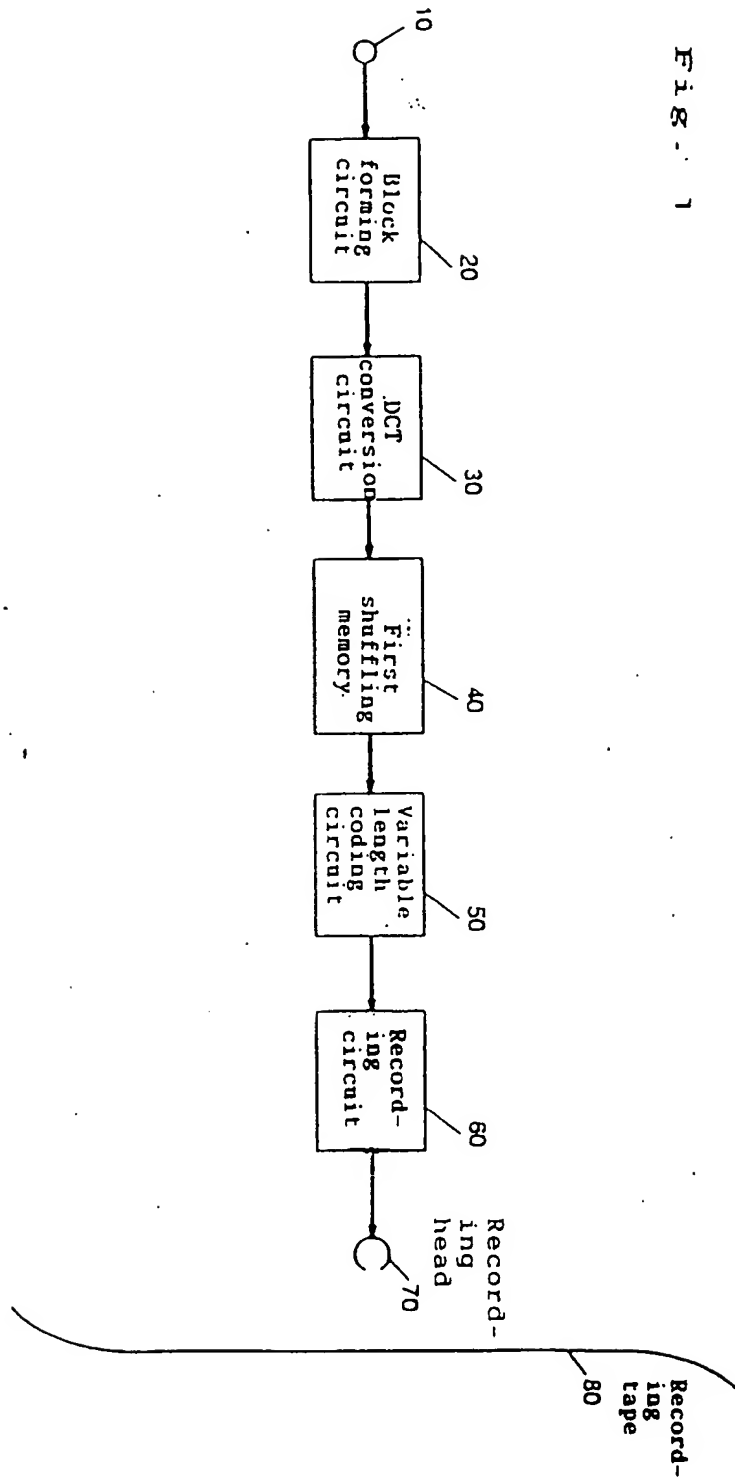 Fig. 1
10
Block
forming
circuit
20
DCT
conversion
circuit
30
First
shuffling
memory
40
Variable
length
coding
circuit
50
Record-
ing
circuit
60
Record-
ing
head
70
Record-
ing
tape
80